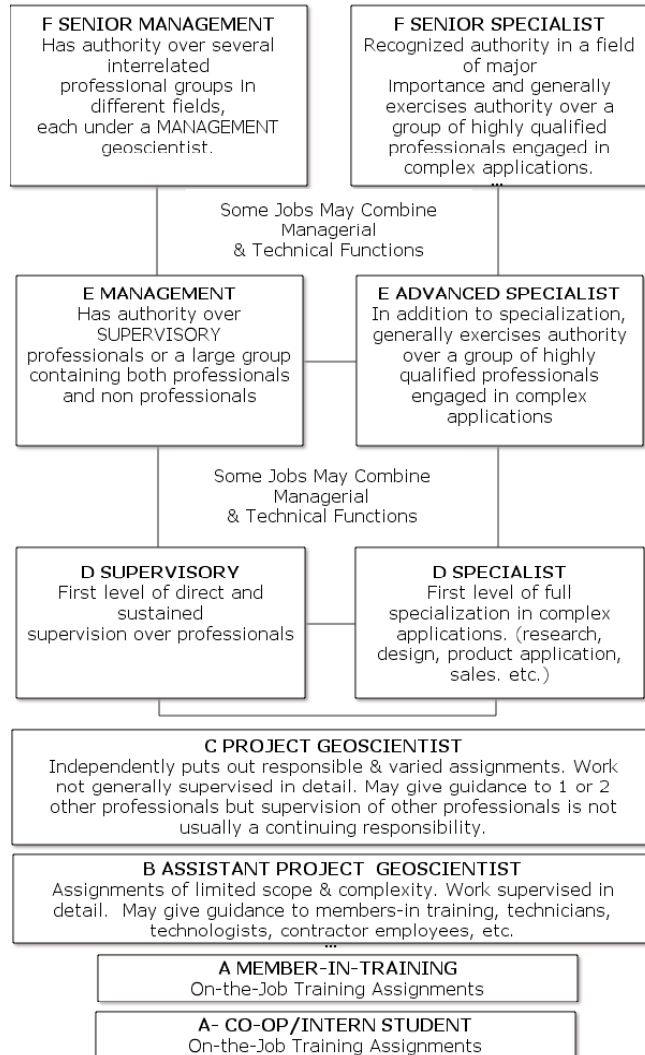 F SENIOR MANAGEMENT
Has authority over several
interrelated
professional groups in
different fields,
each under a MANAGEMENT
geoscientist.
F SENIOR SPECIALIST
Recognized authority in a field
of major
Importance and generally
exercises authority over a
group of highly qualified
professionals engaged in
complex applications.
...
Some Jobs May Combine
Managerial
& Technical Functions
E MANAGEMENT
Has authority over
SUPERVISORY
professionals or a large group
containing both professionals
and non professionals
E ADVANCED SPECIALIST
In addition to specialization,
generally exercises authority
over a group of highly
qualified professionals
engaged in complex
applications
Some Jobs May Combine
Managerial
& Technical Functions
D SUPERVISORY
First level of direct and
sustained
supervision over professionals
D SPECIALIST
First level of full
specialization in complex
applications. (research,
design, product application,
sales. etc.)
C PROJECT GEOSCIENTIST
Independently puts out responsible & varied assignments. Work
not generally supervised in detail. May give guidance to 1 or 2
other professionals but supervision of other professionals is not
usually a continuing responsibility.
B ASSISTANT PROJECT GEOSCIENTIST
Assignments of limited scope & complexity. Work supervised in
detail. May give guidance to members-in training, technicians,
technologists, contractor employees, etc.
...
A MEMBER-IN-TRAINING
On-the-Job Training Assignments
A- CO-OP/INTERN STUDENT
On-the-Job Training Assignments